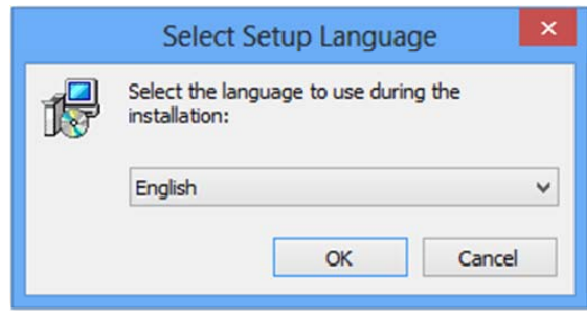 Select Setup Language
Select the language to use during the
installation:
English
OK
Cancel